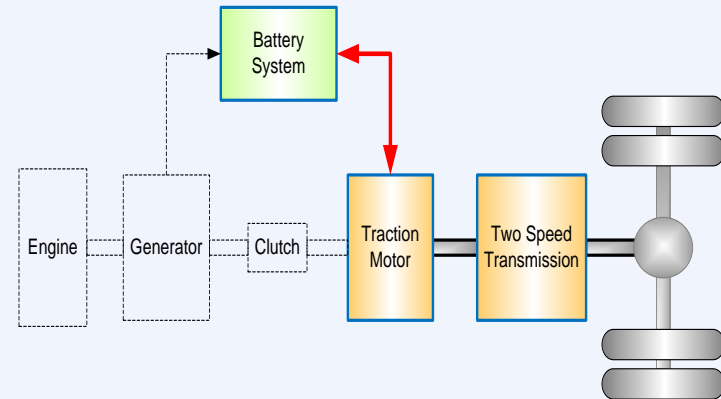 Battery
System
Engine
Generator
Clutch
Traction
Motor
Two Speed
Transmission